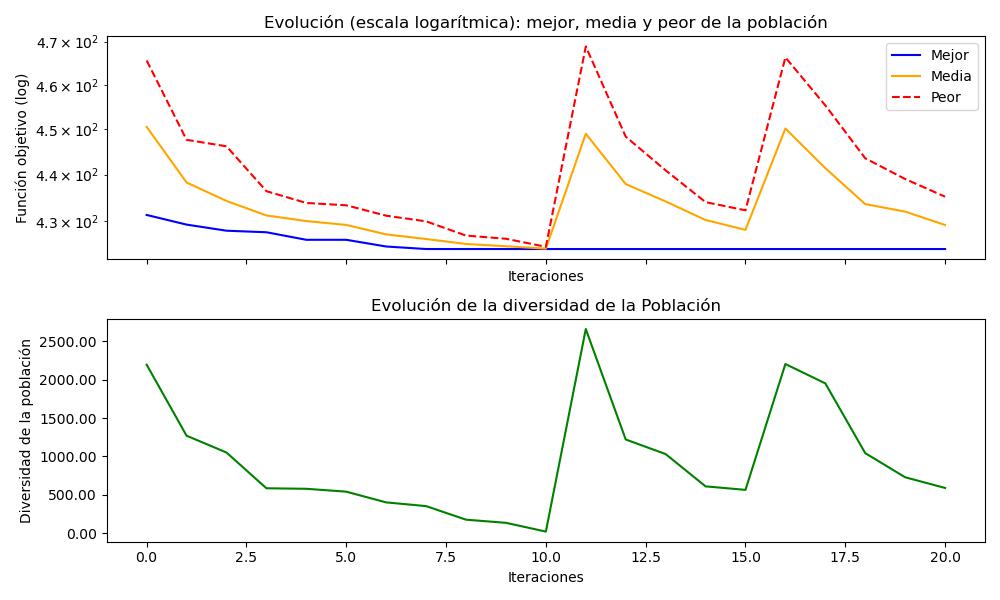 Evolución (escala logarítmica): mejor, media y peor de la población
Función objetivo (log)
4.7 × 10²
4.6 × 10²
4.5 × 10²
4.4 × 10²
4.3 × 10²
Mejor
Media
Peor
Iteraciones
Evolución de la diversidad de la Población
Diversidad de la población
2500.00
2000.00
1500.00
1000.00
500.00
0.00
0.0 2.5 5.0 7.5 10.0 12.5 15.0 17.5 20.0
Iteraciones